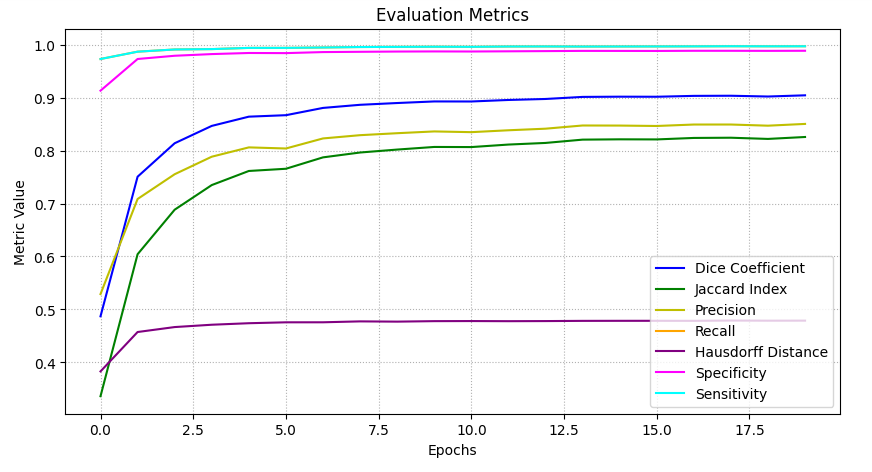 Evaluation Metrics
Metric Value
1.0
0.9
0.8
0.7
0.6
0.5
0.4
Dice Coefficient
Jaccard Index
Precision
Recall
Hausdorff Distance
Specificity
Sensitivity
0.0 2.5 5.0 7.5 10.0 12.5 15.0 17.5
Epochs